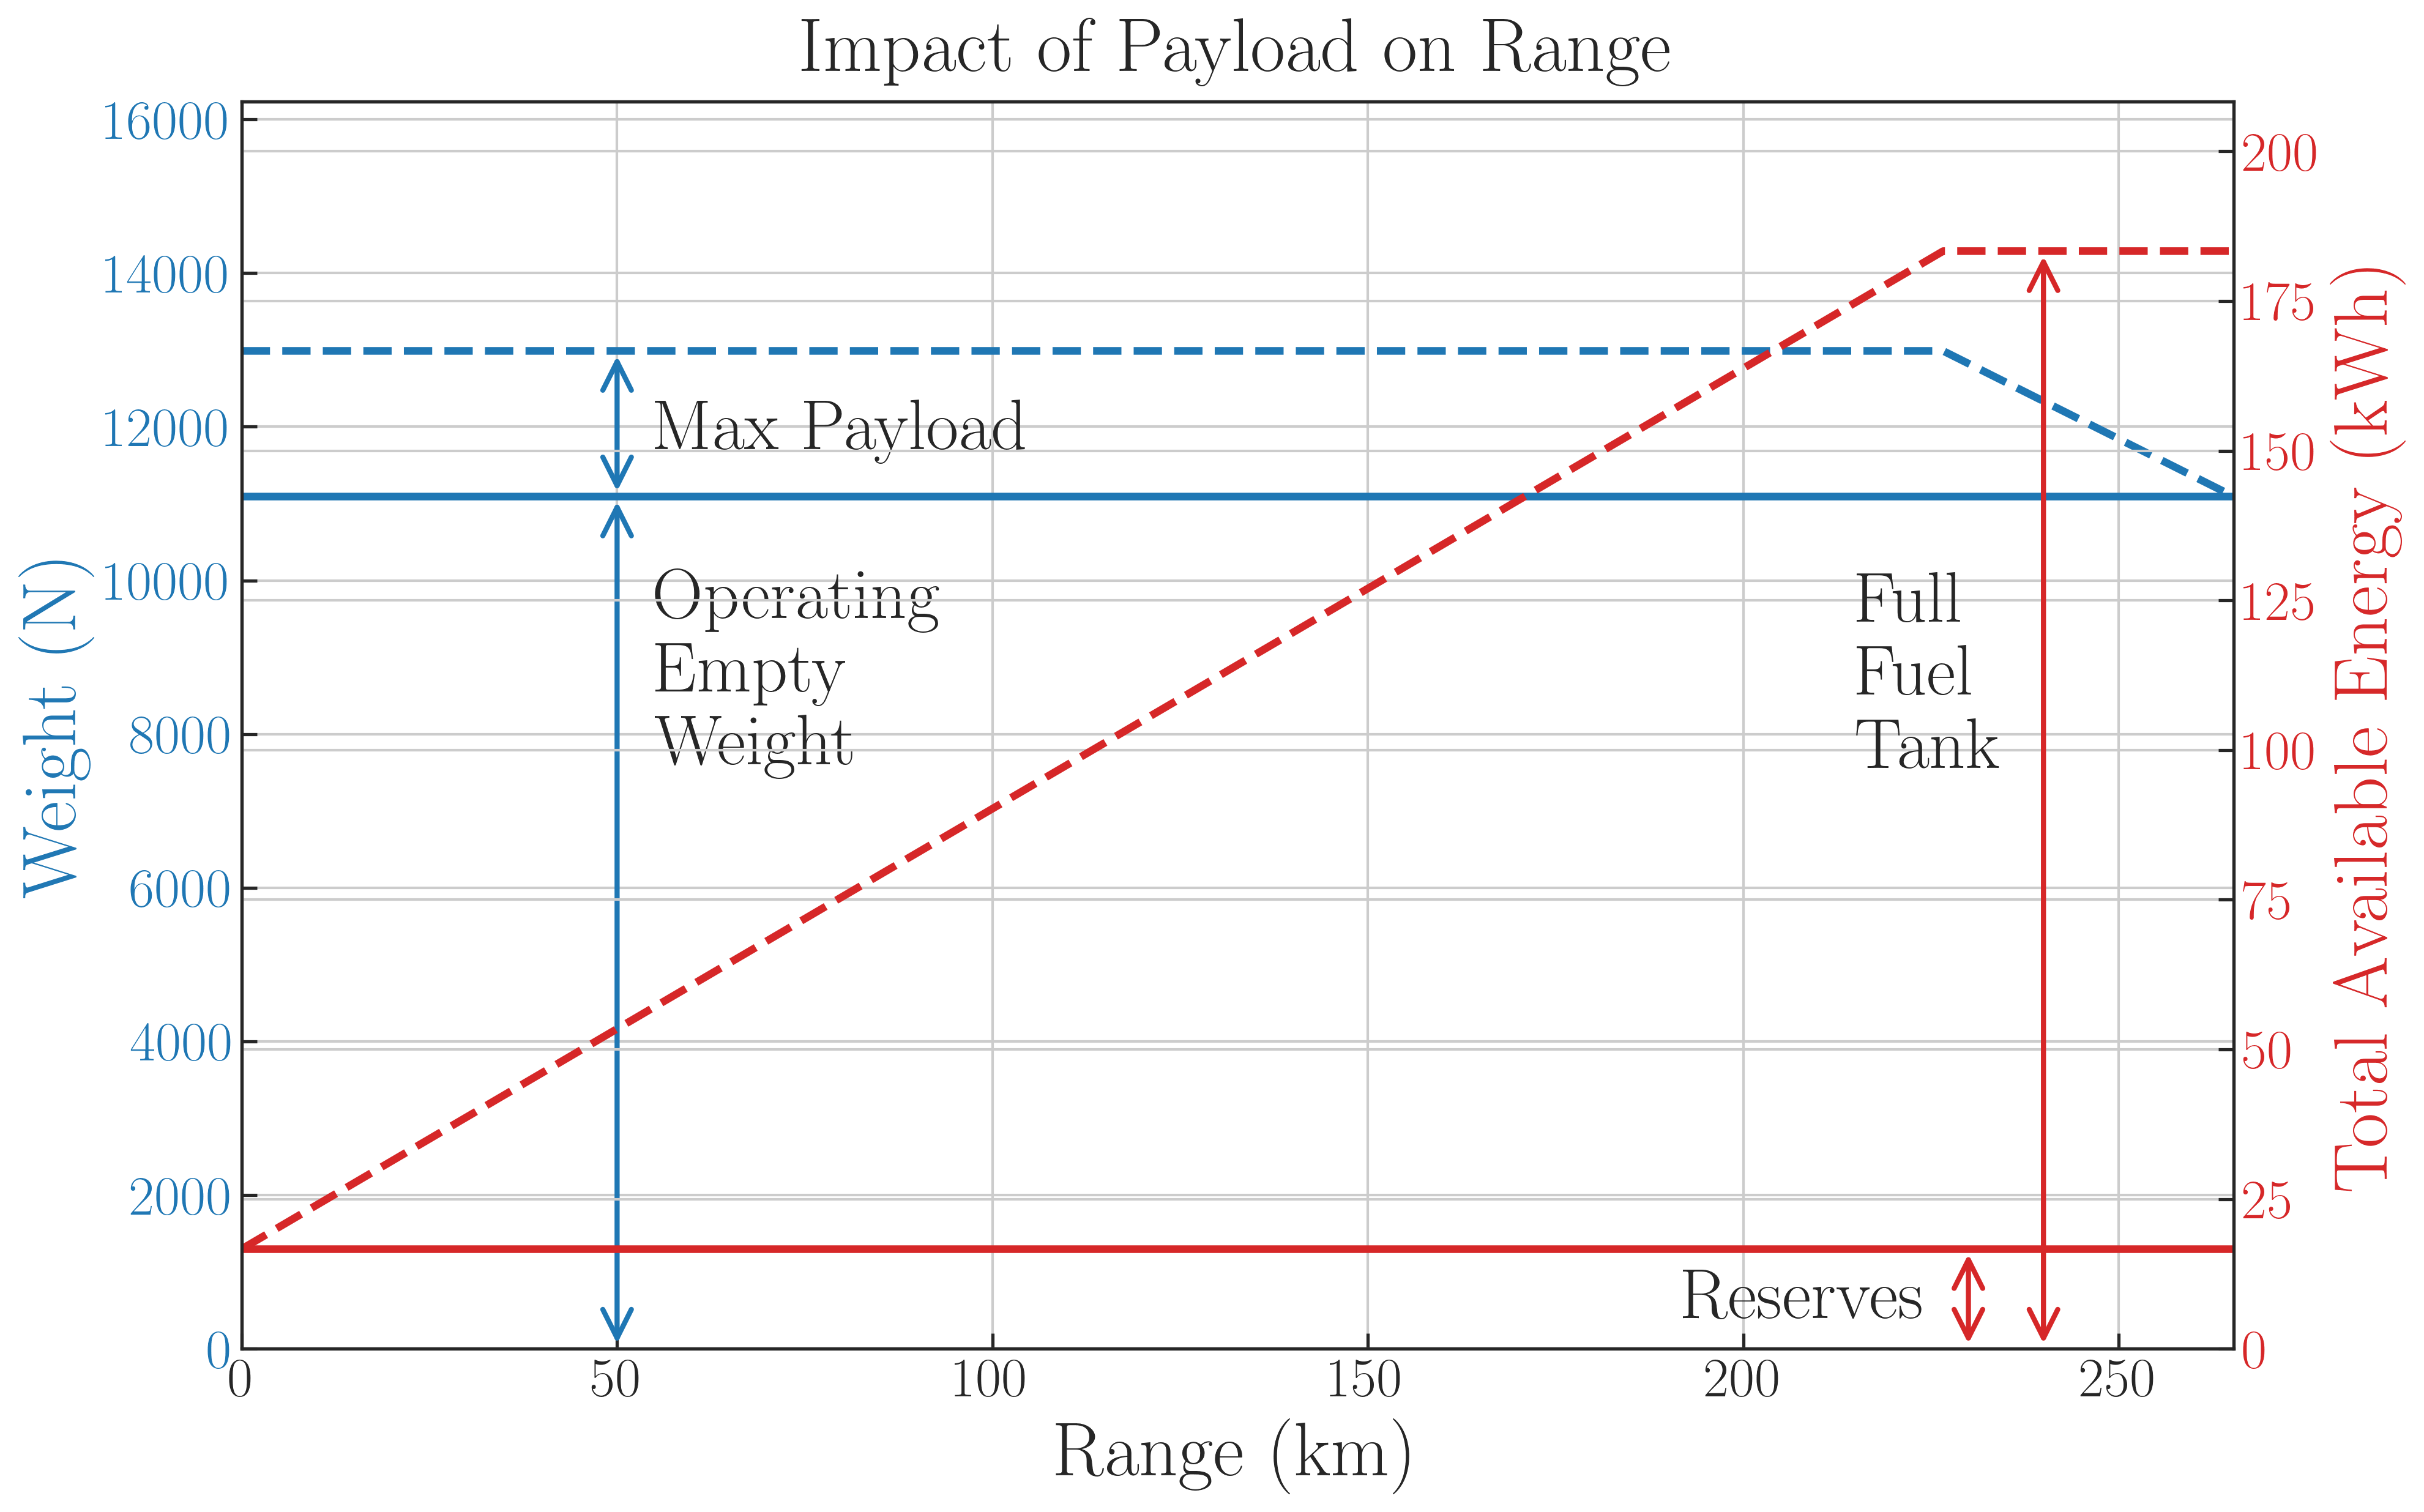 Impact of Payload on Range
16000
14000
12000
10000
8000
6000
4000
2000
0
Weight (N)
Max Payload
Operating
Empty
Weight
Full
Fuel
Tank
Reserves
200
175
150
125
100
75
50
25
0
Total Available Energy (kWh)
0 50 100 150 200 250
Range (km)